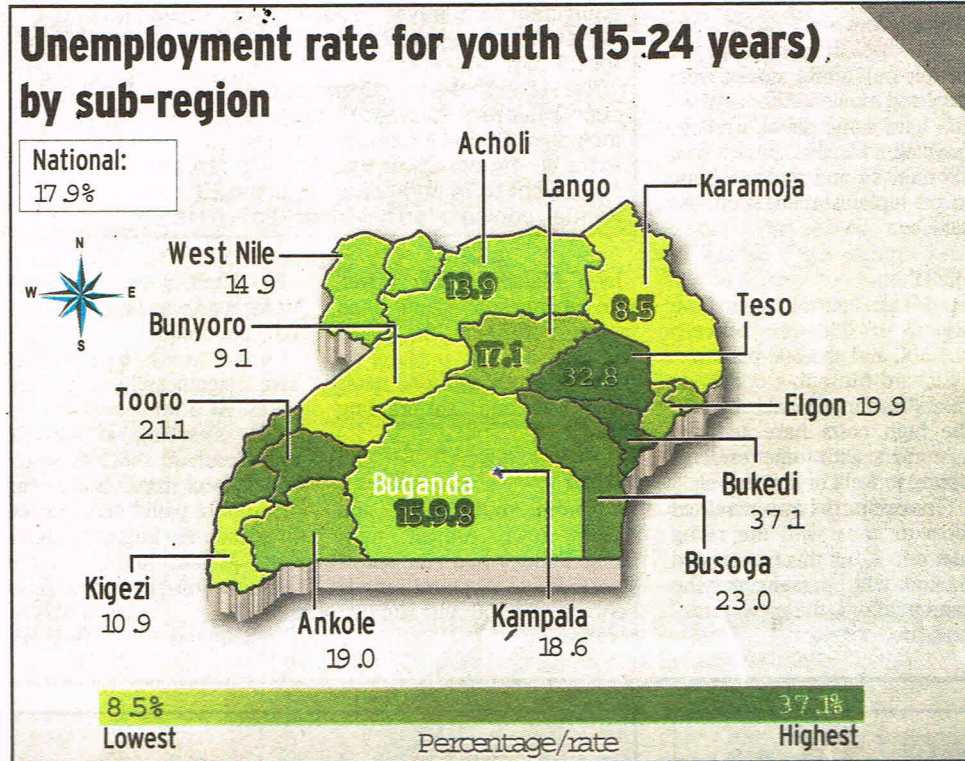 Unemployment rate for youth (15-24 years)
by sub-region
National:
17.9%
N
W
E
S
Acholi
13.9
Lango
17.1
Karamoja
8.5
West Nile
14.9
Bunyoro
9.1
Teso
32.8
Tooro
21.1
Elgon 19.9
Buganda
15.9.8
Bukedi
37.1
Busoga
23.0
Kigezi
10.9
Ankole
19.0
Kampala
18.6
8.5%
37.1%
Lowest
Percentage/rate
Highest